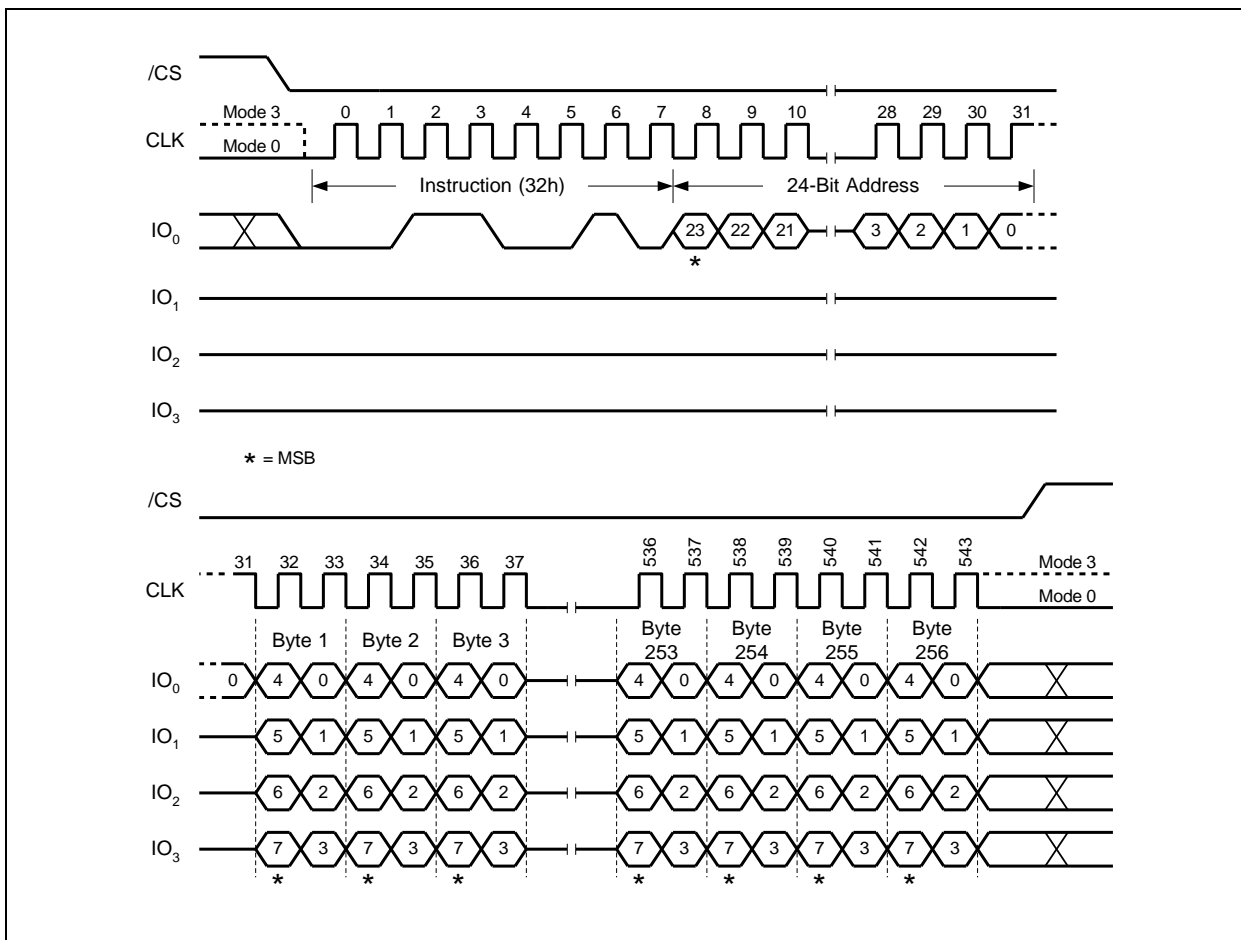 /CS
Mode 3
0 1 2 3 4 5 6 7 8 9 10 28 29 30 31
CLK
Mode 0
Instruction (32h)
24-Bit Address
IO0
23 22 21 3 2 1 0
*
IO1
IO2
IO3
* = MSB
/CS
31 32 33 34 35 36 37 536 537 538 539 540 541 542 543
Mode 3
CLK
Mode 0
Byte 1 Byte 2 Byte 3
Byte 253
Byte 254
Byte 255
Byte 256
IO0
0 4 0 4 0 4 0 4 0 4 0 4 0 4 0
IO1
5 1 5 1 5 1 5 1 5 1 5 1 5 1
IO2
6 2 6 2 6 2 6 2 6 2 6 2 6 2
IO3
7 3 7 3 7 3 7 3 7 3 7 3 7 3
* * * * * * *